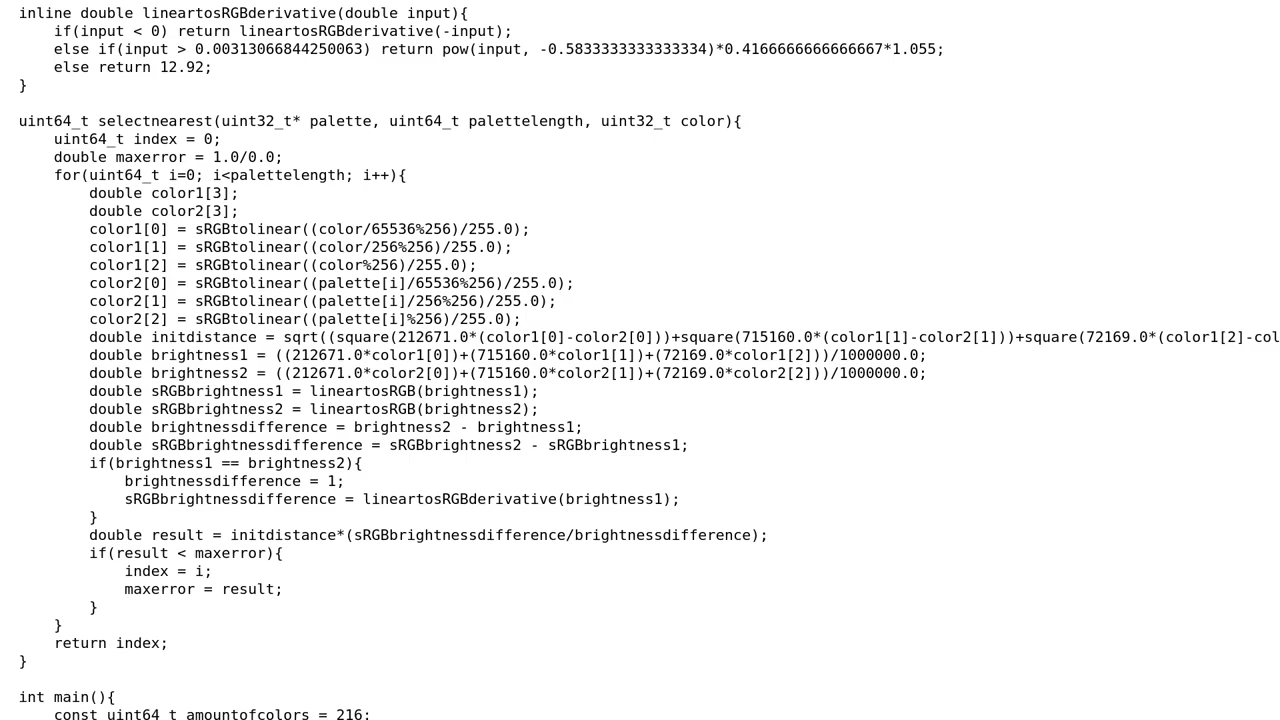 inline double lineartosRGBderivative(double input){
    if(input < 0) return lineartosRGBderivative(-input);
    else if(input > 0.00313066844250063) return pow(input, -0.5833333333333334)*0.4166666666666667*1.055;
    else return 12.92;
}

uint64_t selectnearest(uint32_t* palette, uint64_t palettelength, uint32_t color){
    uint64_t index = 0;
    double maxerror = 1.0/0.0;
    for(uint64_t i=0; i<palettelength; i++){
        double color1[3];
        double color2[3];
        color1[0] = sRGBtolinear((color/65536%256)/255.0);
        color1[1] = sRGBtolinear((color/256%256)/255.0);
        color1[2] = sRGBtolinear((color%256)/255.0);
        color2[0] = sRGBtolinear((palette[i]/65536%256)/255.0);
        color2[1] = sRGBtolinear((palette[i]/256%256)/255.0);
        color2[2] = sRGBtolinear((palette[i]%256)/255.0);
        double initdistance = sqrt((square(212671.0*(color1[0]-color2[0]))+square(715160.0*(color1[1]-color2[1]))+square(72169.0*(color1[2]-col
        double brightness1 = ((212671.0*color1[0])+(715160.0*color1[1])+(72169.0*color1[2]))/1000000.0;
        double brightness2 = ((212671.0*color2[0])+(715160.0*color2[1])+(72169.0*color2[2]))/1000000.0;
        double sRGBbrightness1 = lineartosRGB(brightness1);
        double sRGBbrightness2 = lineartosRGB(brightness2);
        double brightnessdifference = brightness2 - brightness1;
        double sRGBbrightnessdifference = sRGBbrightness2 - sRGBbrightness1;
        if(brightness1 == brightness2){
            brightnessdifference = 1;
            sRGBbrightnessdifference = lineartosRGBderivative(brightness1);
        }
        double result = initdistance*(sRGBbrightnessdifference/brightnessdifference);
        if(result < maxerror){
            index = i;
            maxerror = result;
        }
    }
    return index;
}

int main(){
    const uint64_t amountofcolors = 216;